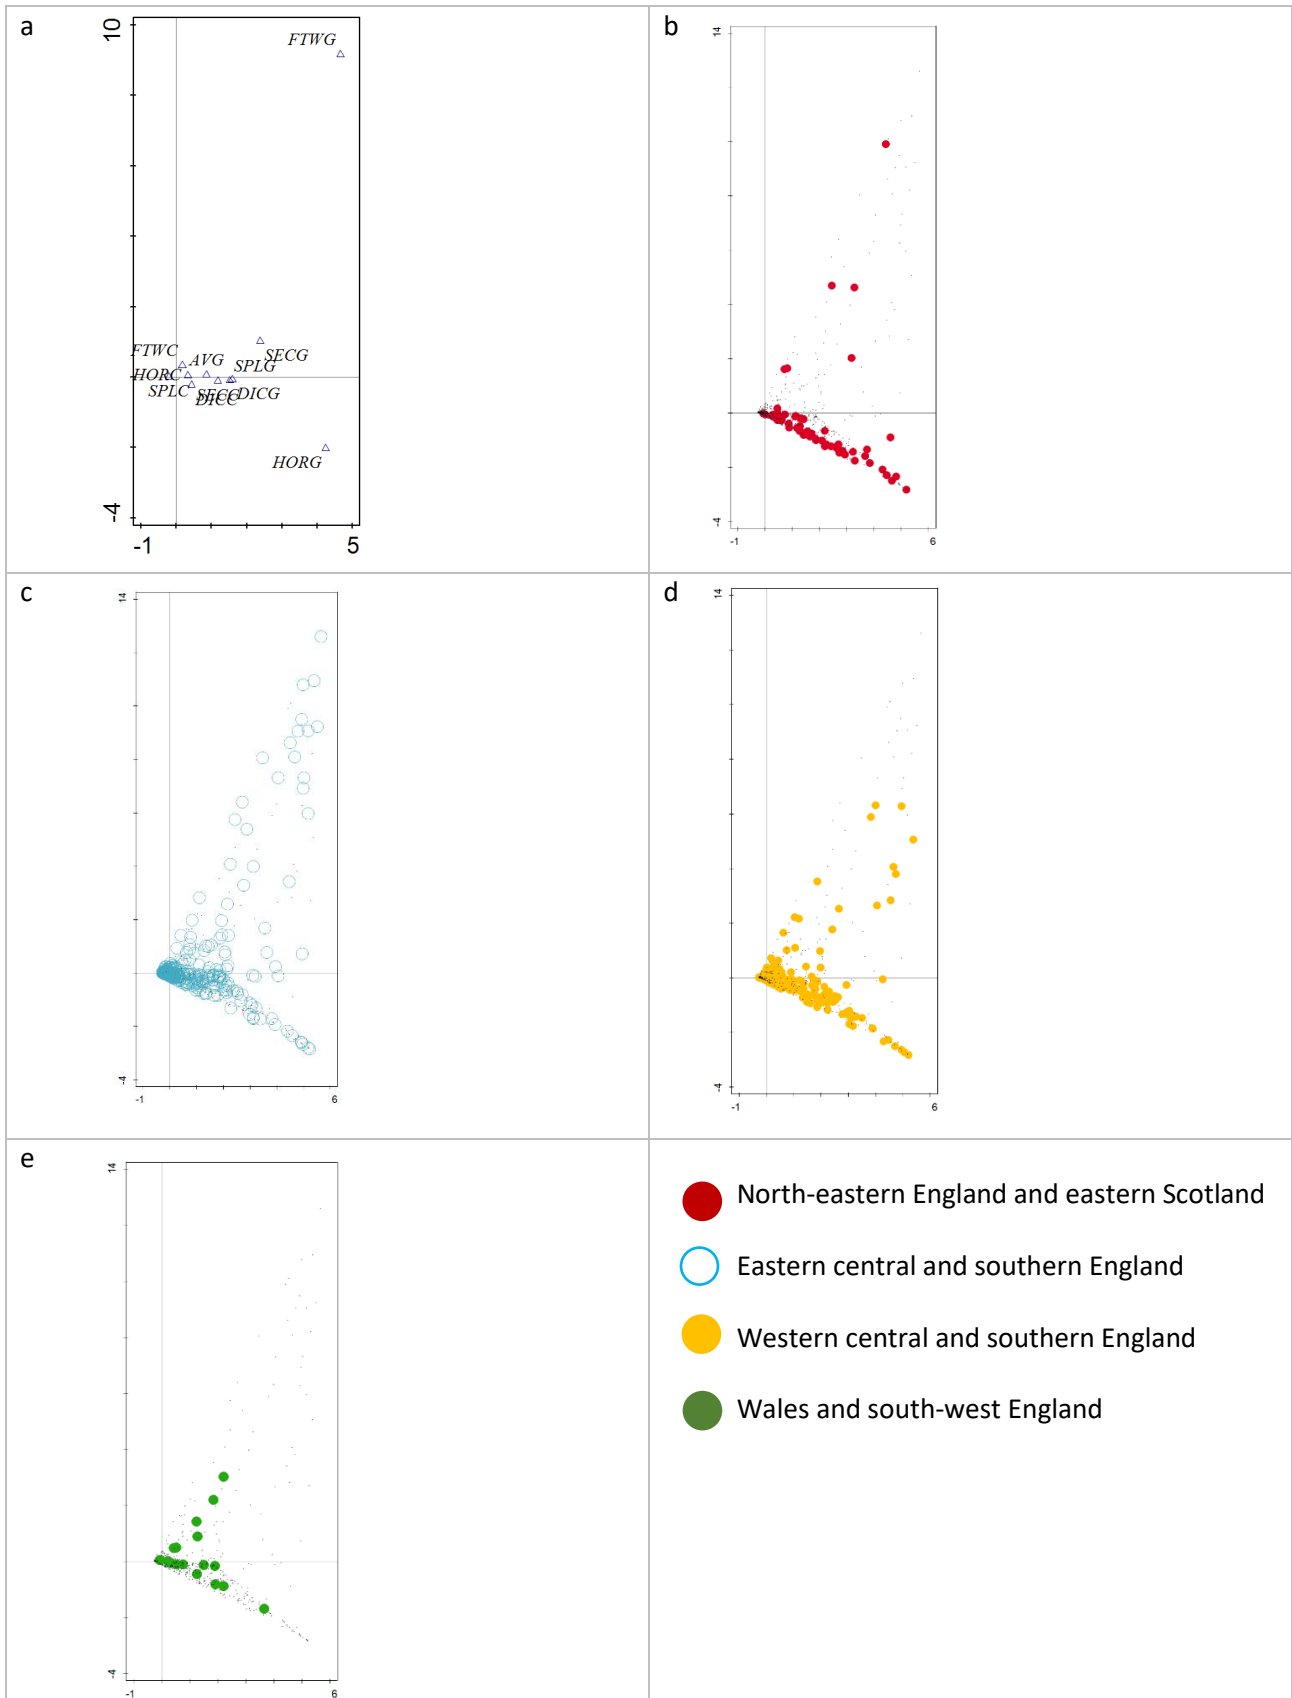 a
10
FTWG
FTWC
AVG
SECG
SPLG
HORC
SPLC
SECC
DICC
DICG
HORG
-4
-1
5
b
14
-4
-1
6
c
14
-4
-1
6
d
14
-4
-1
6
e
14
-4
-1
6
North-eastern England and eastern Scotland
Eastern central and southern England
Western central and southern England
Wales and south-west England